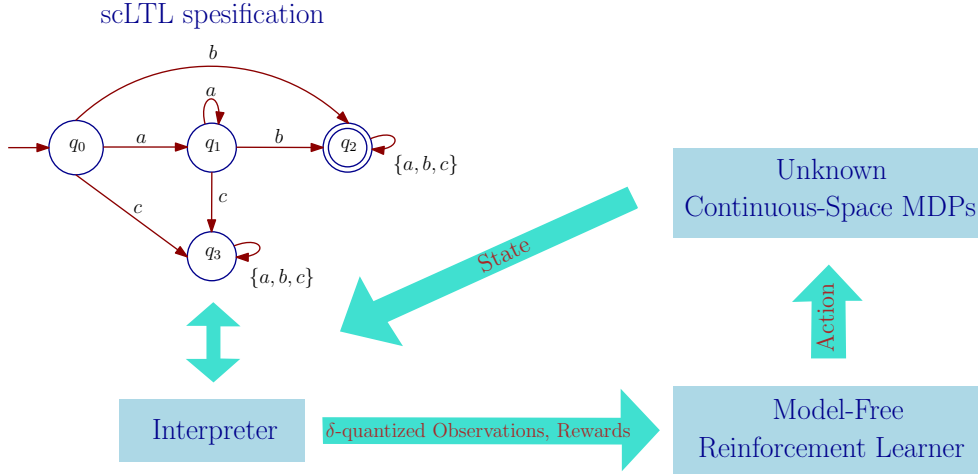 scLTL spesification
b
a
q₀
a
q₁
b
q₂
{a, b, c}
c
c
q₃
{a, b, c}
Unknown
Continuous-Space MDPs
State
Action
Interpreter
δ-quantized Observations, Rewards
Model-Free
Reinforcement Learner